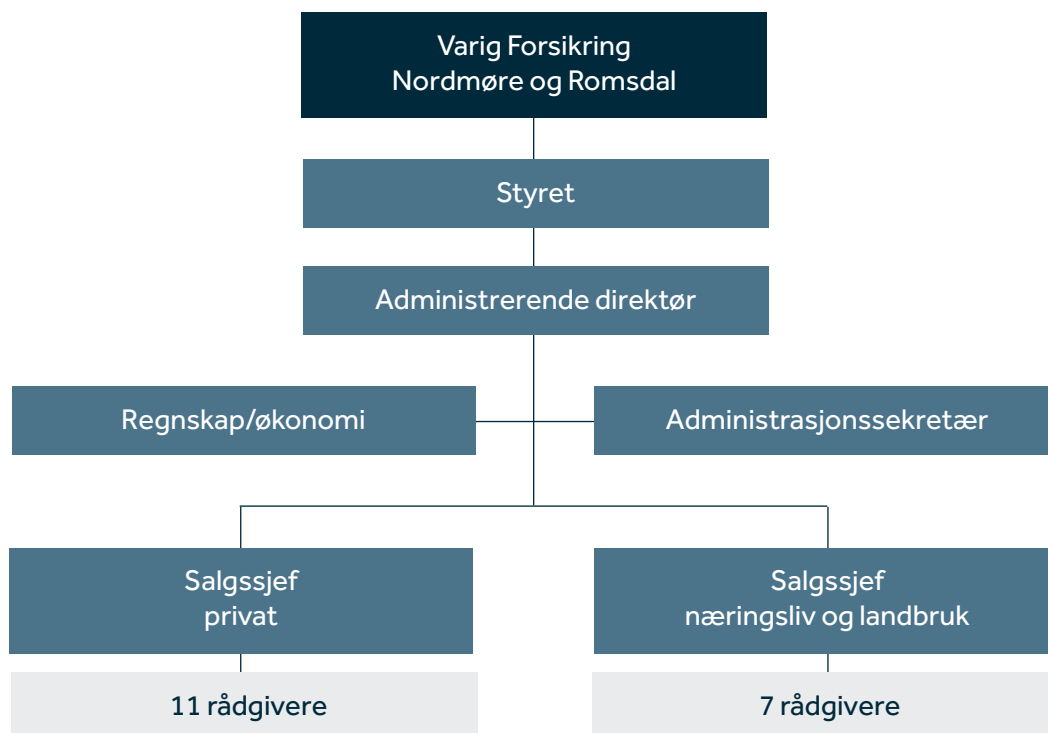 Varig Forsikring
Nordmøre og Romsdal
Styret
Administrerende direktør
Regnskap/økonomi
Administrasjonssekretær
Salgssjef
privat
Salgssjef
næringsliv og landbruk
11 rådgivere
7 rådgivere